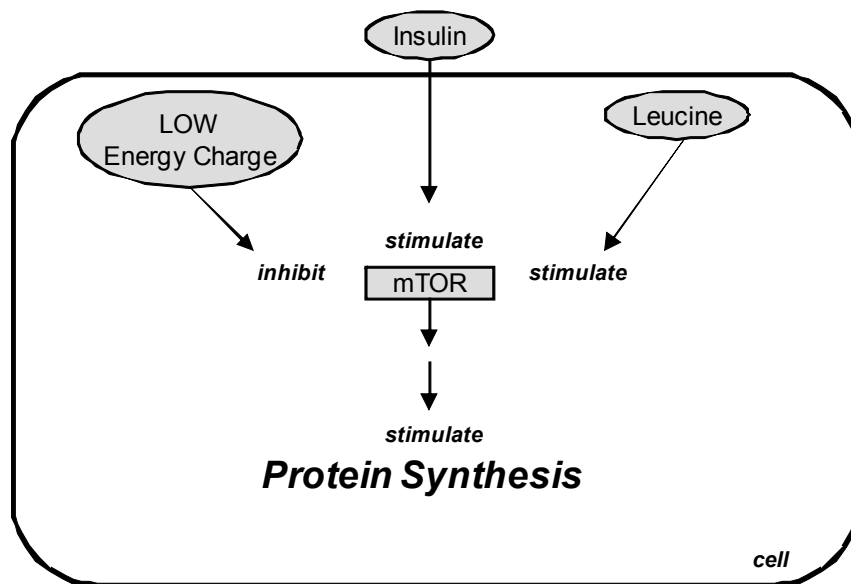 Insulin
LOW
Energy Charge
Leucine
stimulate
inhibit
stimulate
mTOR
stimulate
Protein Synthesis
cell